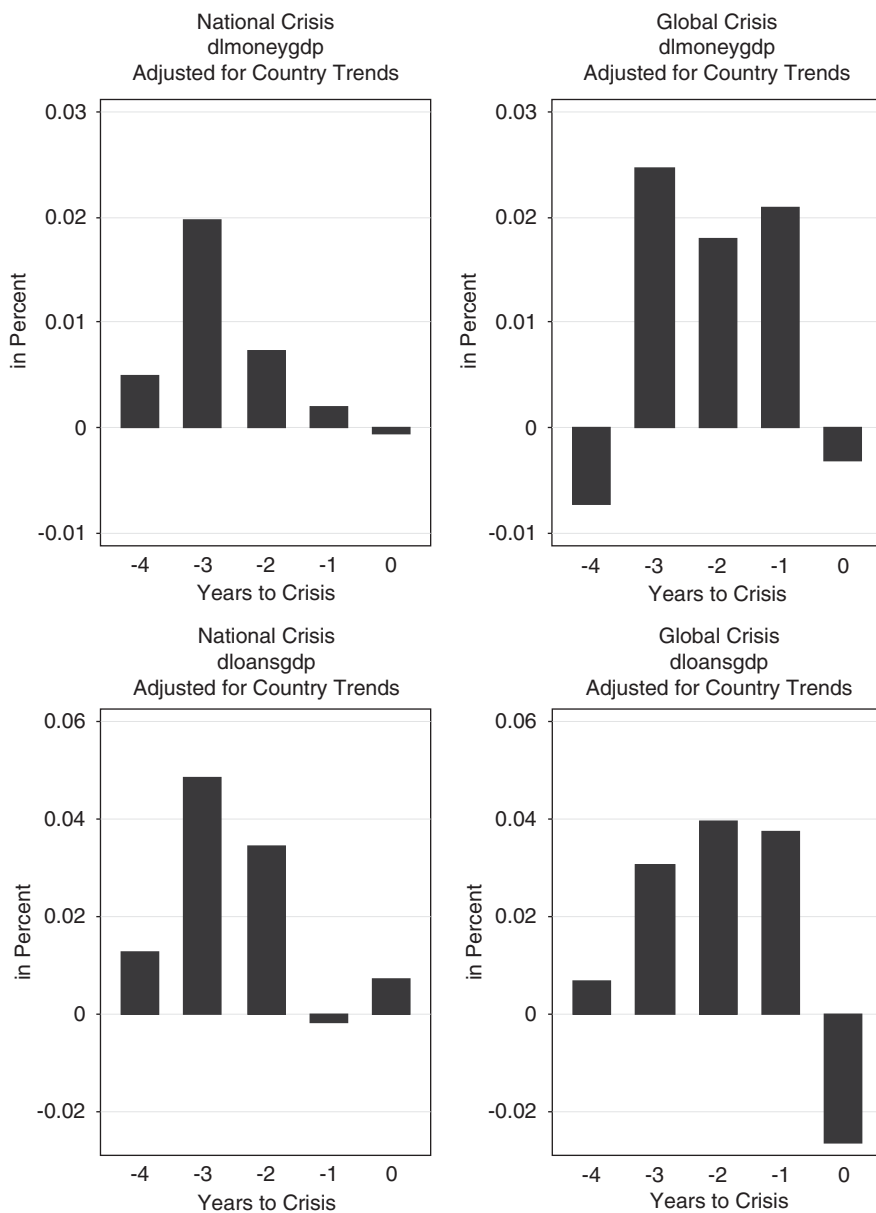 National Crisis
dlmoneygdp
Adjusted for Country Trends
0.03
0.02
0.01
0
-0.01
in Percent
-4 -3 -2 -1 0
Years to Crisis
Global Crisis
dlmoneygdp
Adjusted for Country Trends
0.03
0.02
0.01
0
-0.01
in Percent
-4 -3 -2 -1 0
Years to Crisis
National Crisis
dloansgdp
Adjusted for Country Trends
0.06
0.04
0.02
0
-0.02
in Percent
-4 -3 -2 -1 0
Years to Crisis
Global Crisis
dloansgdp
Adjusted for Country Trends
0.06
0.04
0.02
0
-0.02
in Percent
-4 -3 -2 -1 0
Years to Crisis